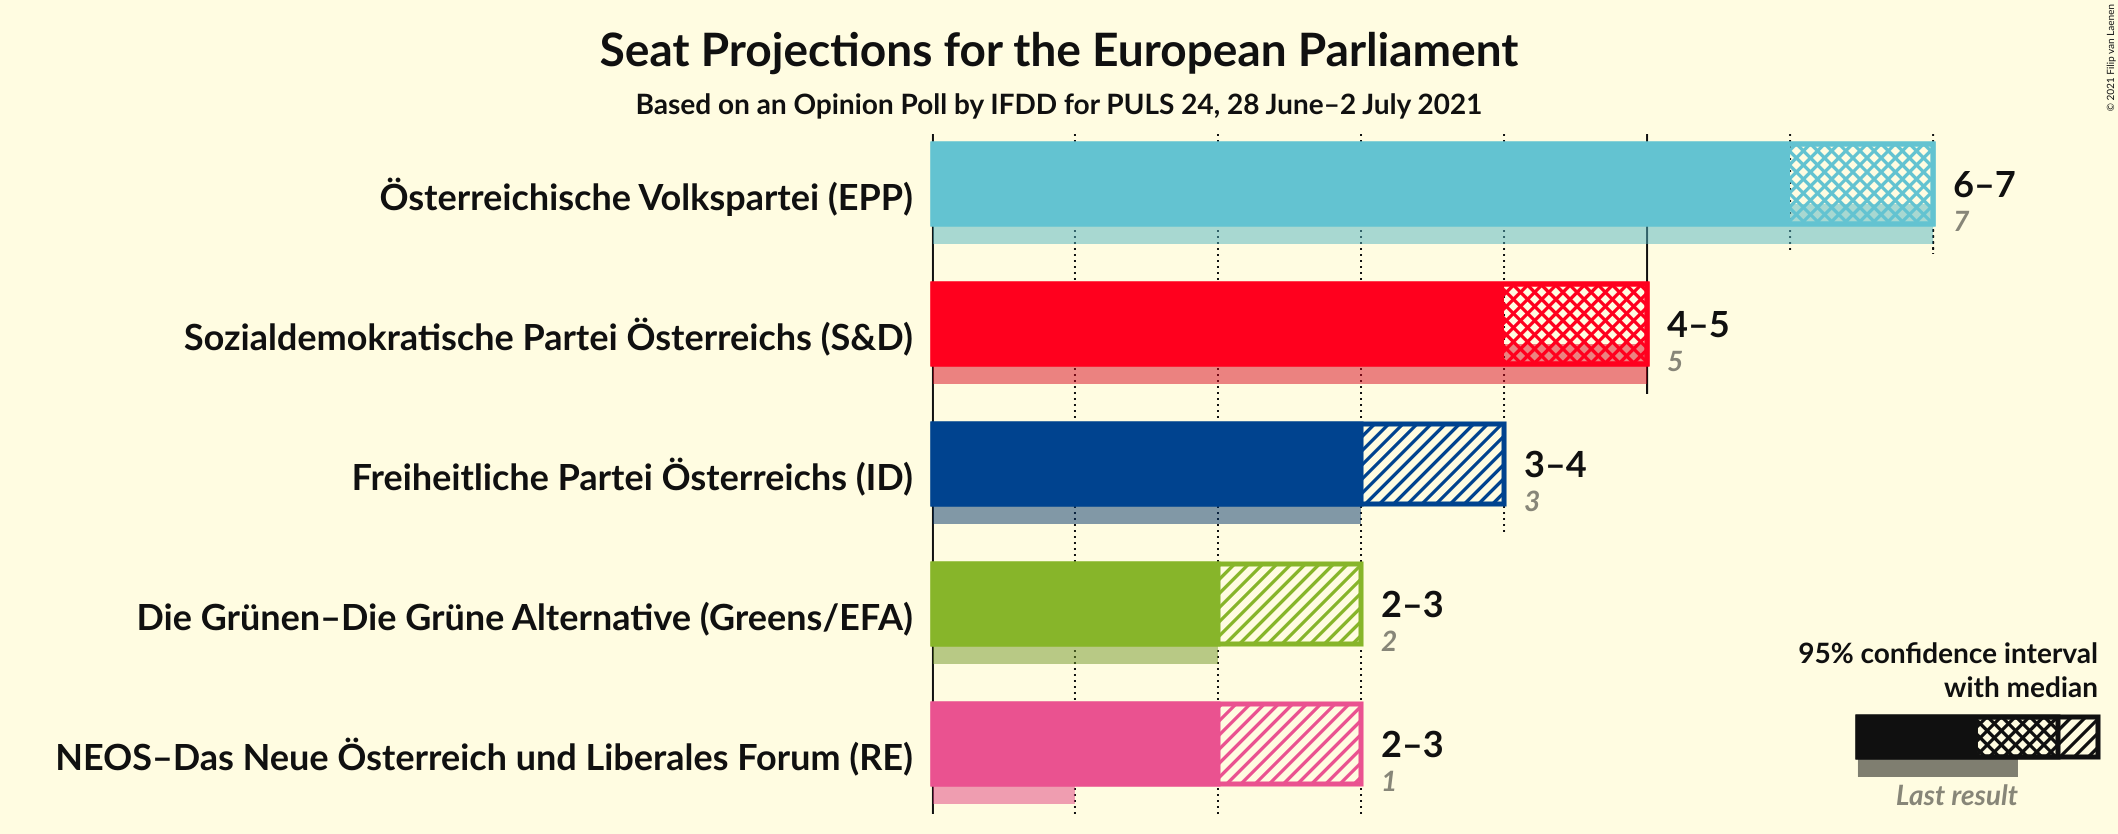 Seat Projections for the European Parliament
Based on an Opinion Poll by IFDD for PULS 24, 28 June–2 July 2021
© 2021 Filip van Laenen
Österreichische Volkspartei (EPP)
6–7
7
Sozialdemokratische Partei Österreichs (S&D)
4–5
5
Freiheitliche Partei Österreichs (ID)
3–4
3
Die Grünen–Die Grüne Alternative (Greens/EFA)
2–3
2
NEOS–Das Neue Österreich und Liberales Forum (RE)
2–3
1
95% confidence interval
with median
Last result